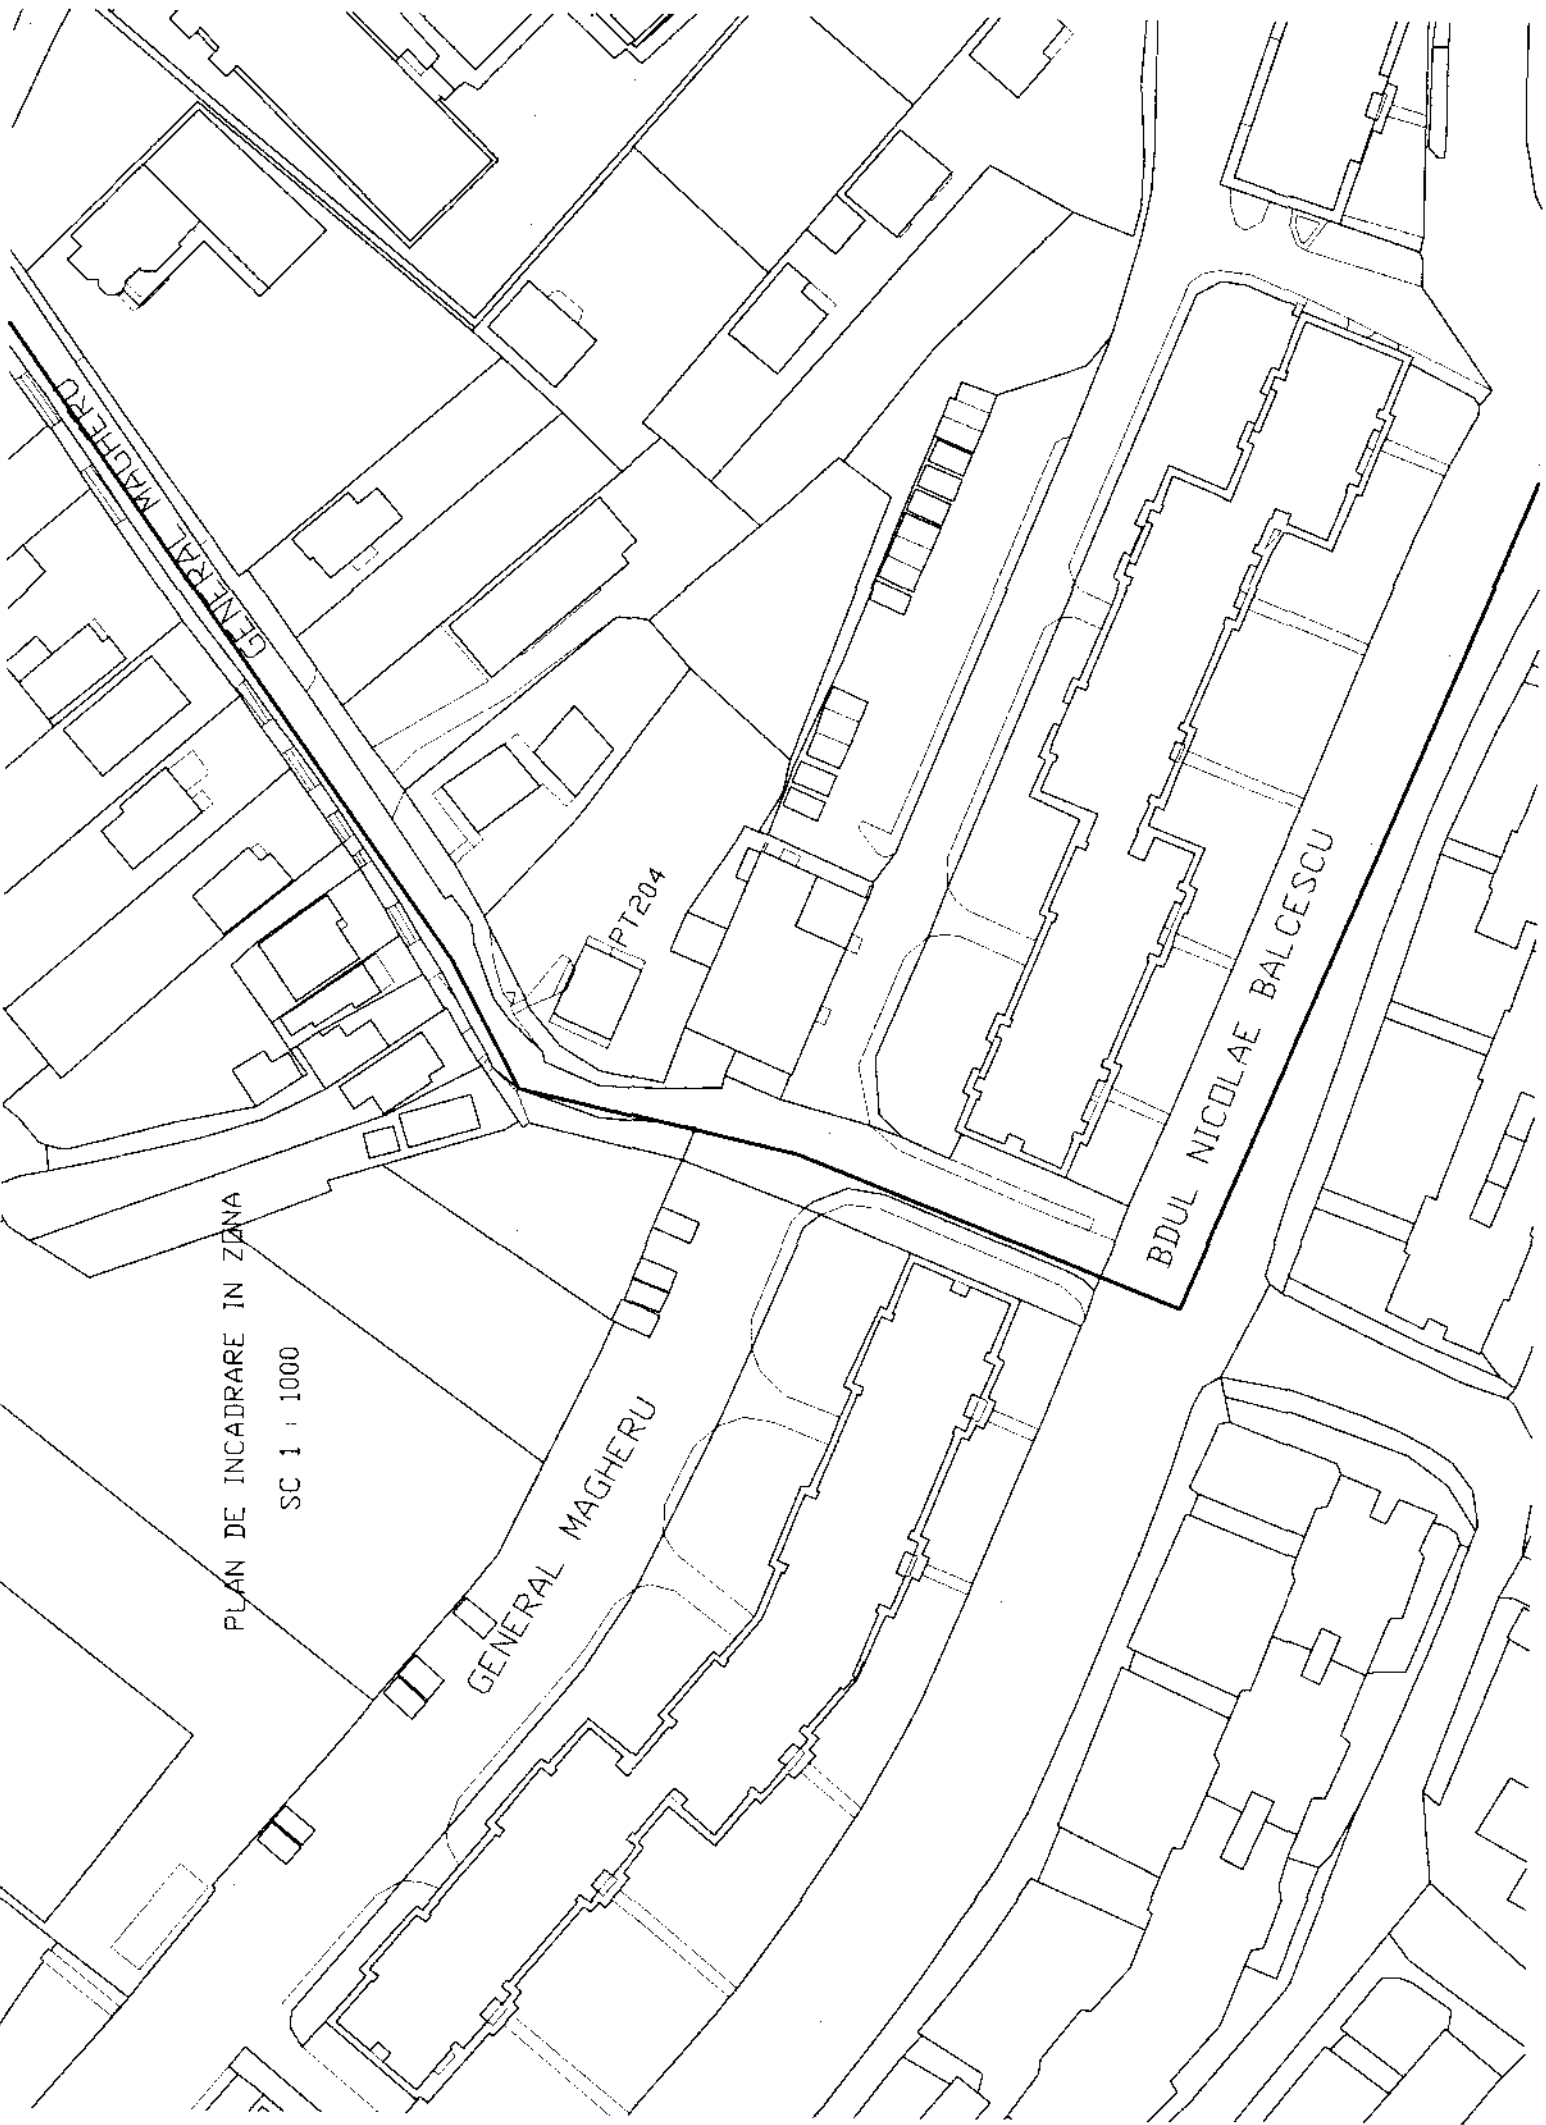 PLAN DE INCADRARE IN ZONA
SC 1 : 1000
GENERAL MAGHERU
GENERAL MAGHERU
PT204
BDUL NICOLAE BALCESCU